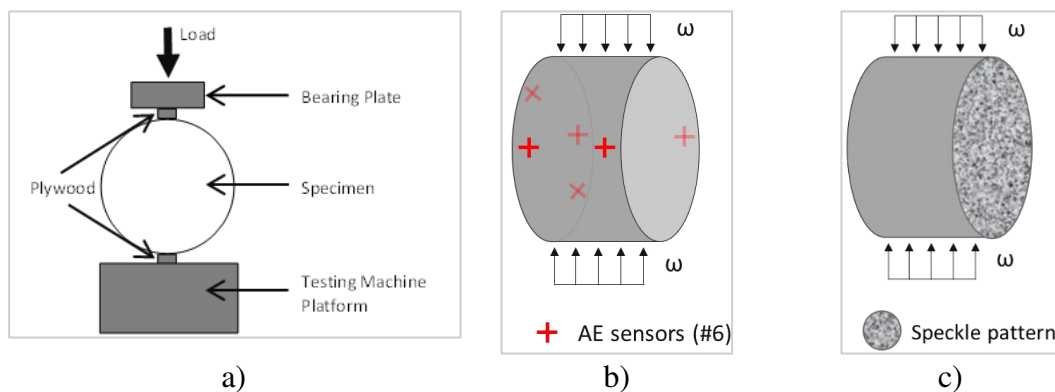 Load
Bearing Plate
Plywood
Specimen
Testing Machine
Platform
a)
ω
ω
AE sensors (#6)
b)
ω
ω
Speckle pattern
c)